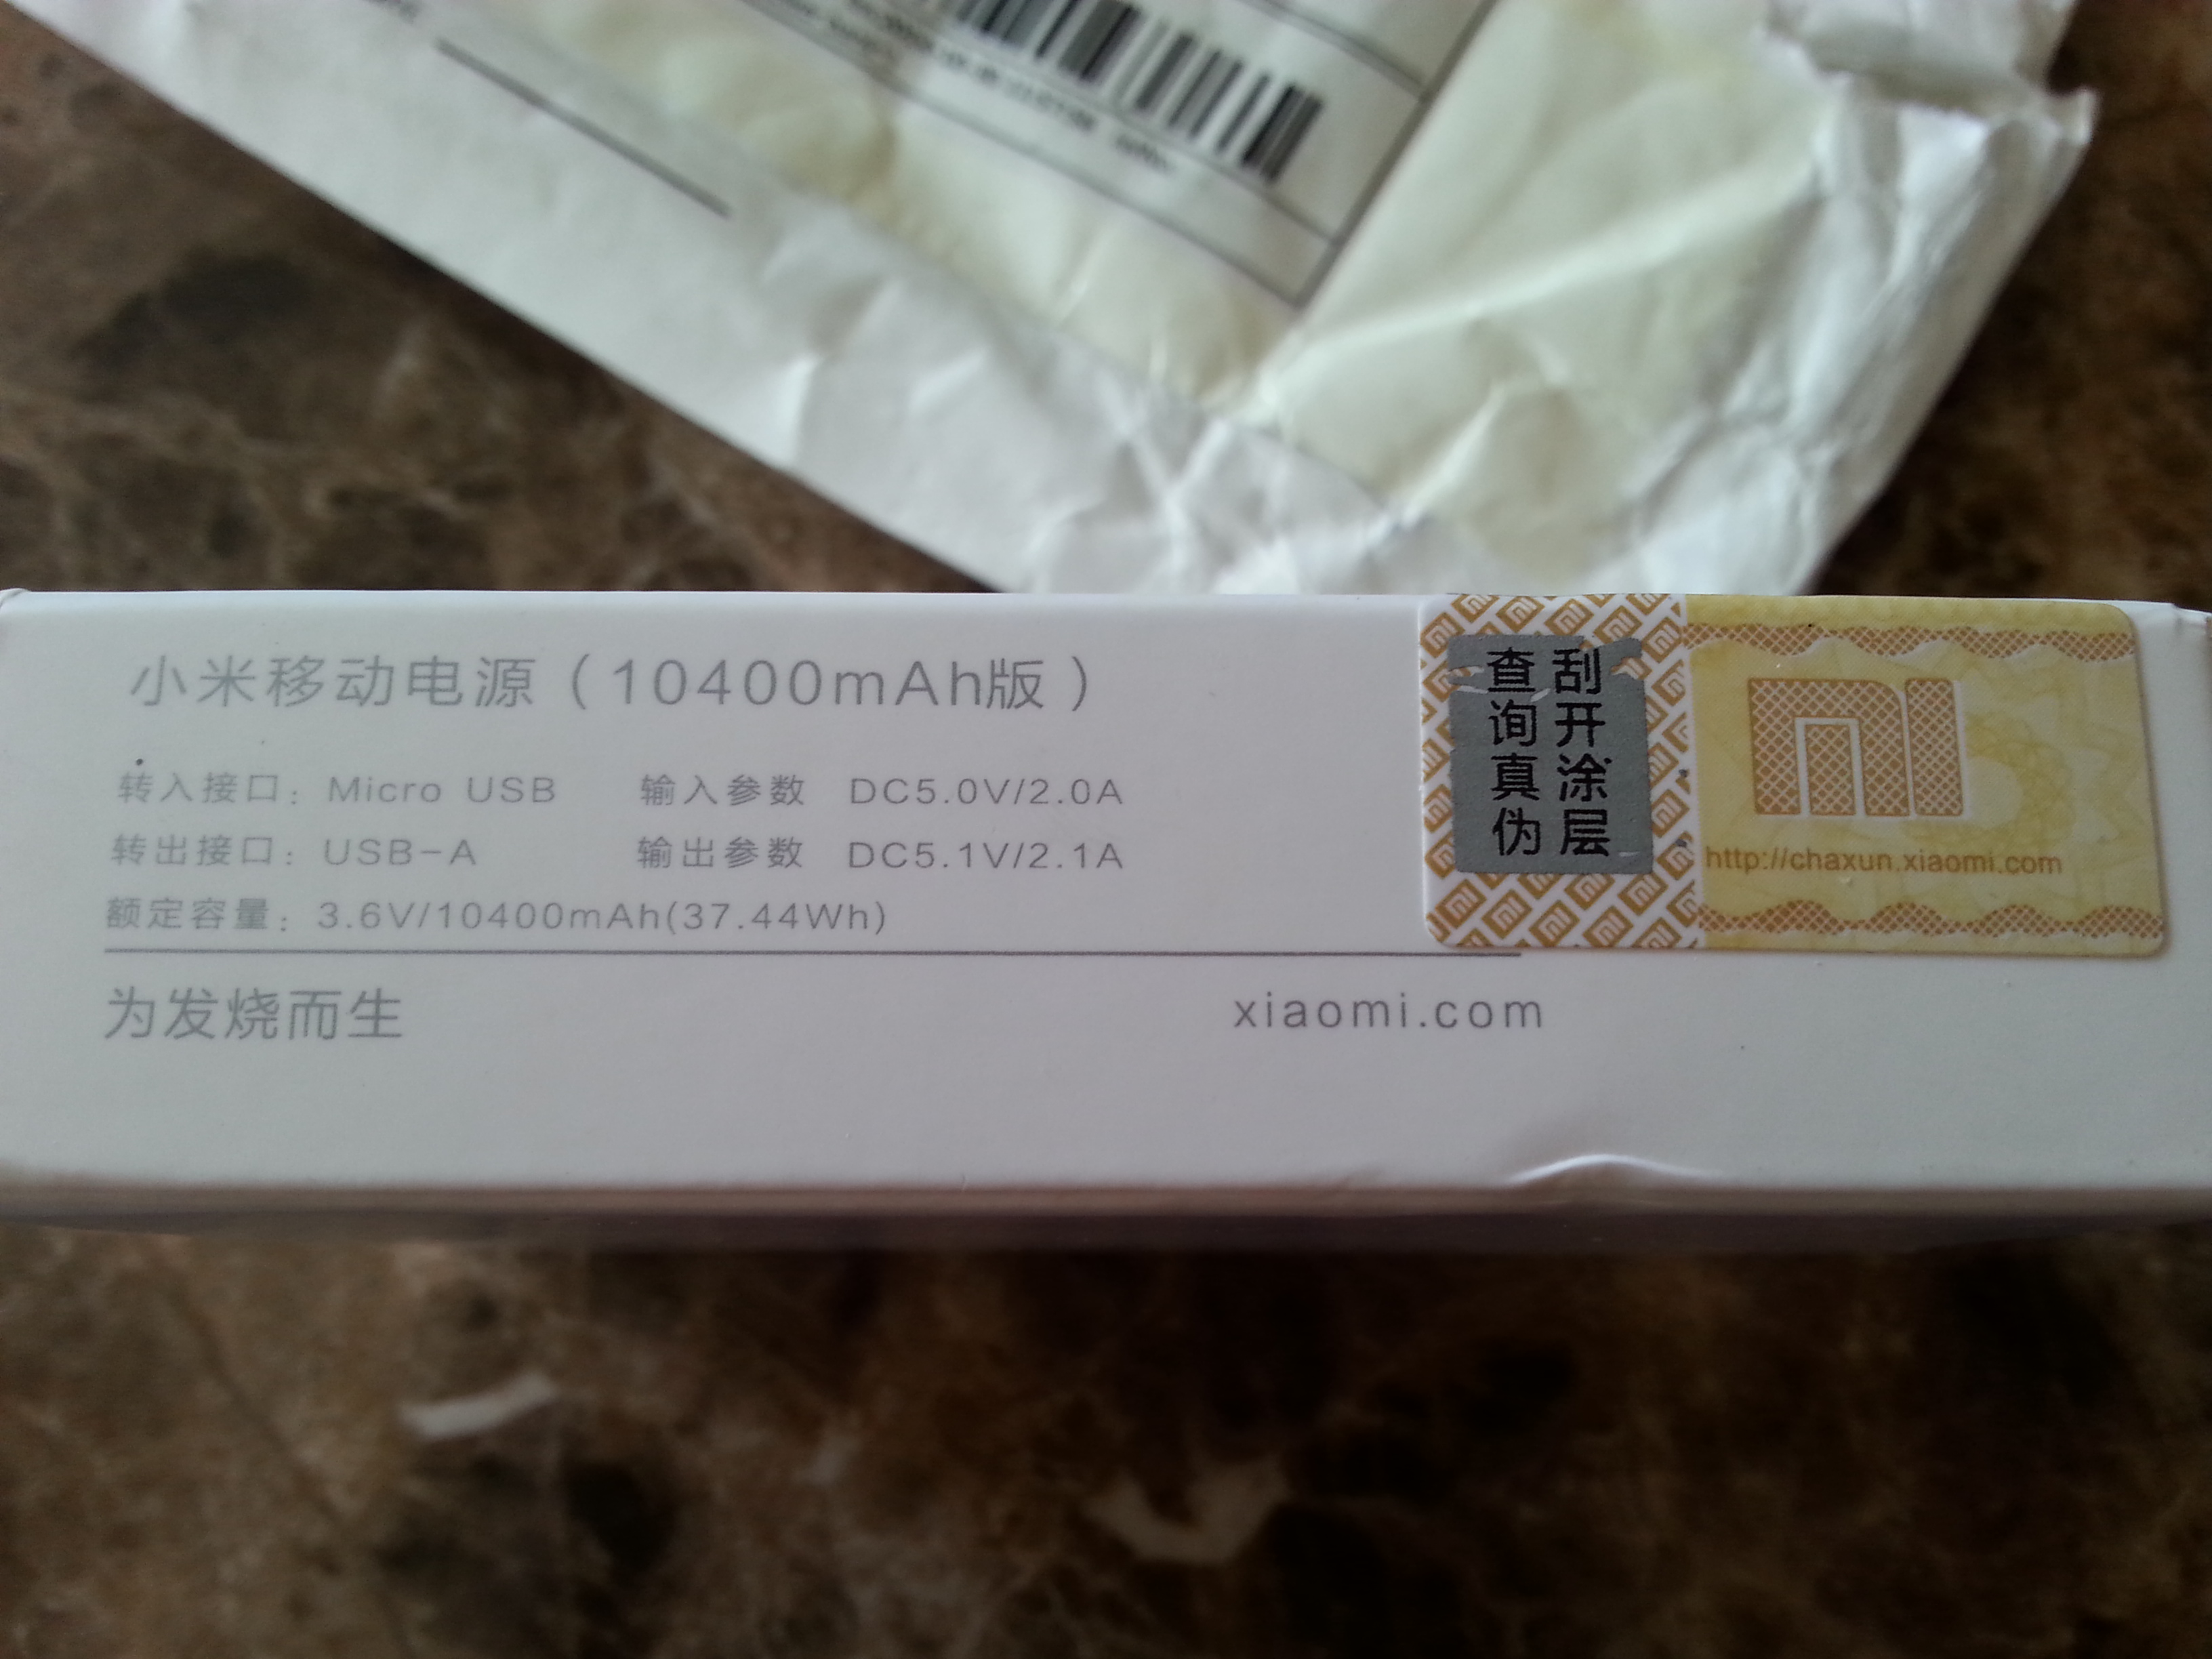 小米移动电源（10400mAh版）
转入接口：Micro USB 输入参数 DC5.0V/2.0A
转出接口：USB-A 输出参数 DC5.1V/2.1A
额定容量：3.6V/10400mAh(37.44Wh)
为发烧而生
xiaomi.com
刮开涂层
查询真伪
http://chaxun.xiaomi.com